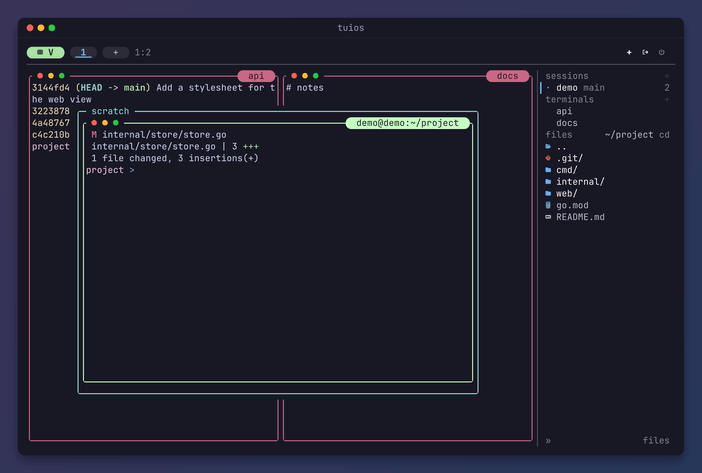 tuios
V 1 + 1:2
api
3144fd4 (HEAD -> main) Add a stylesheet for t
he web view
3223878
4a48767
c4c210b
project
docs
# notes
scratch
demo@demo:~/project
M internal/store/store.go
internal/store/store.go | 3 +++
1 file changed, 3 insertions(+)
project >
sessions +
· demo main 2
terminals +
api
docs
files ~/project cd
..
.git/
cmd/
internal/
web/
go.mod
README.md
» files